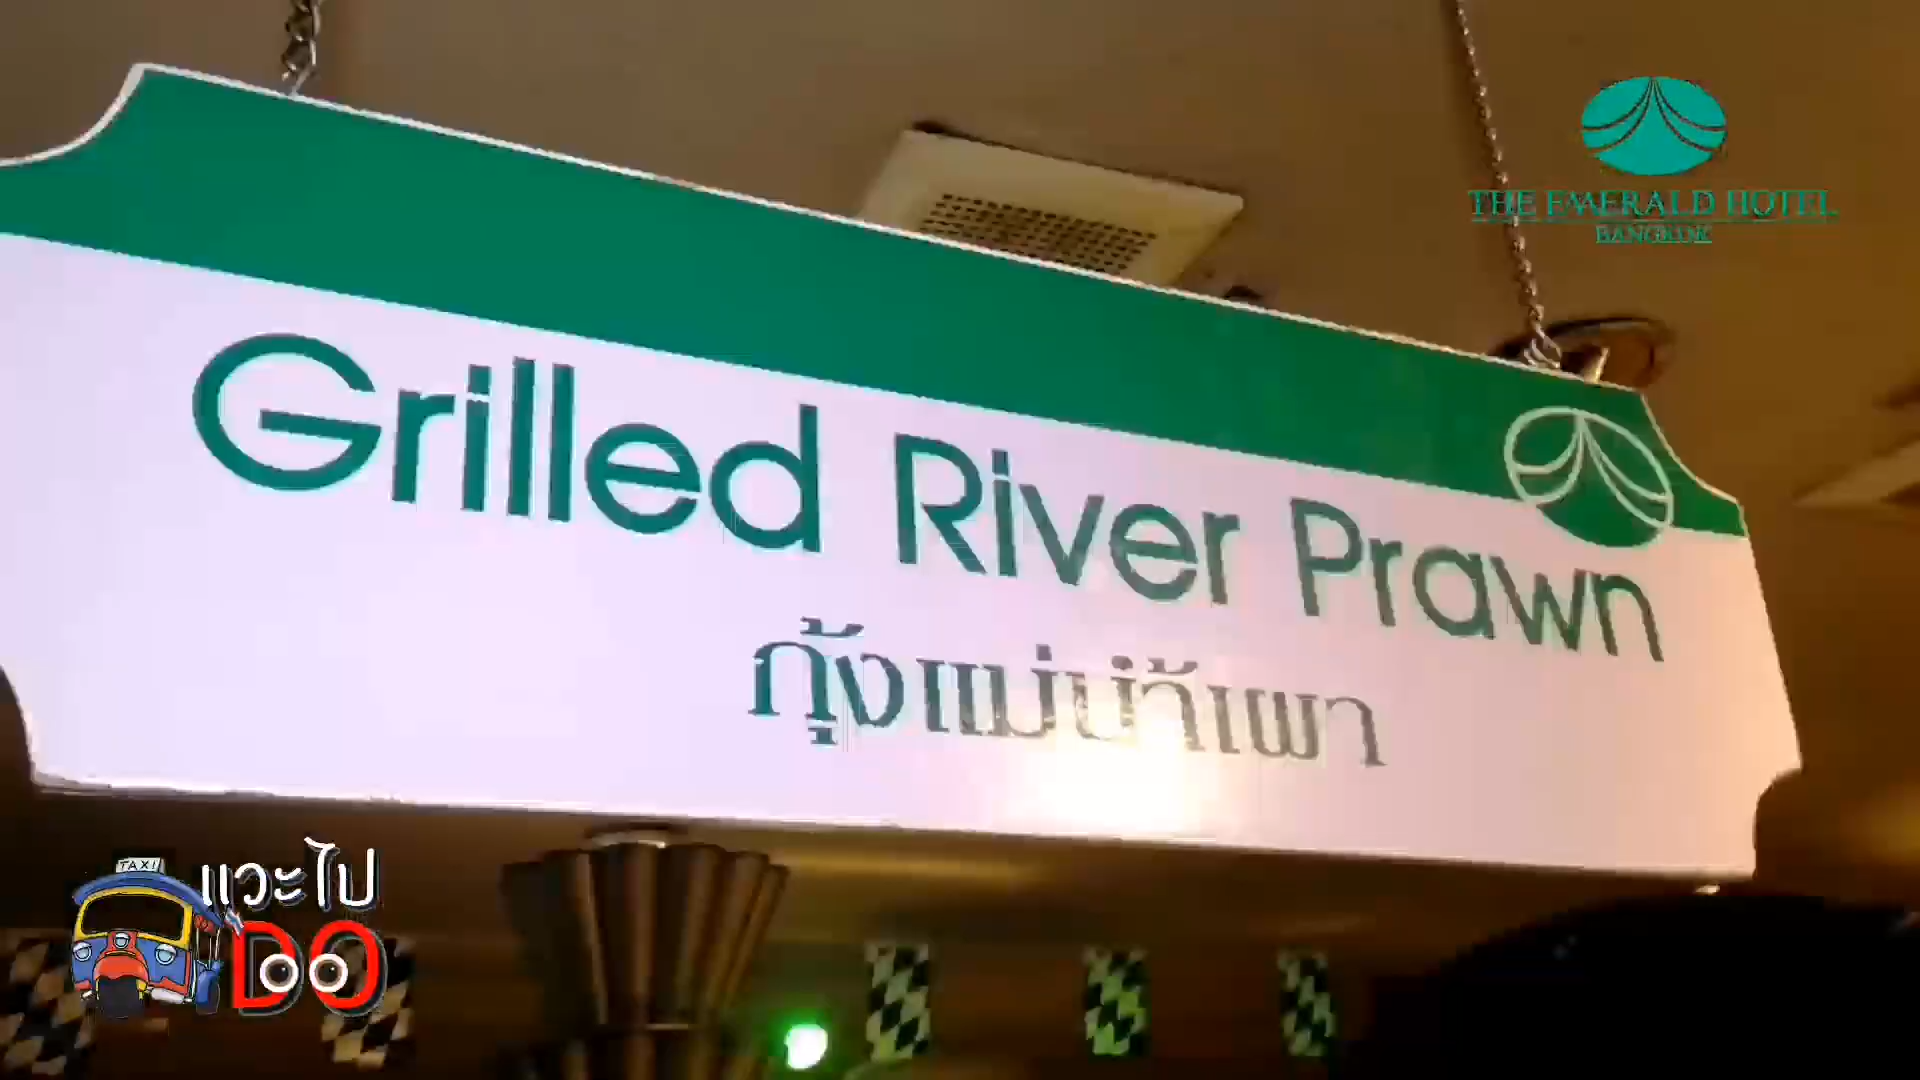 THE EMERALD HOTEL
BANGKOK
Grilled River Prawn
กุ้งแม่น้ำเผา
TAXI
แวะไป
DOO